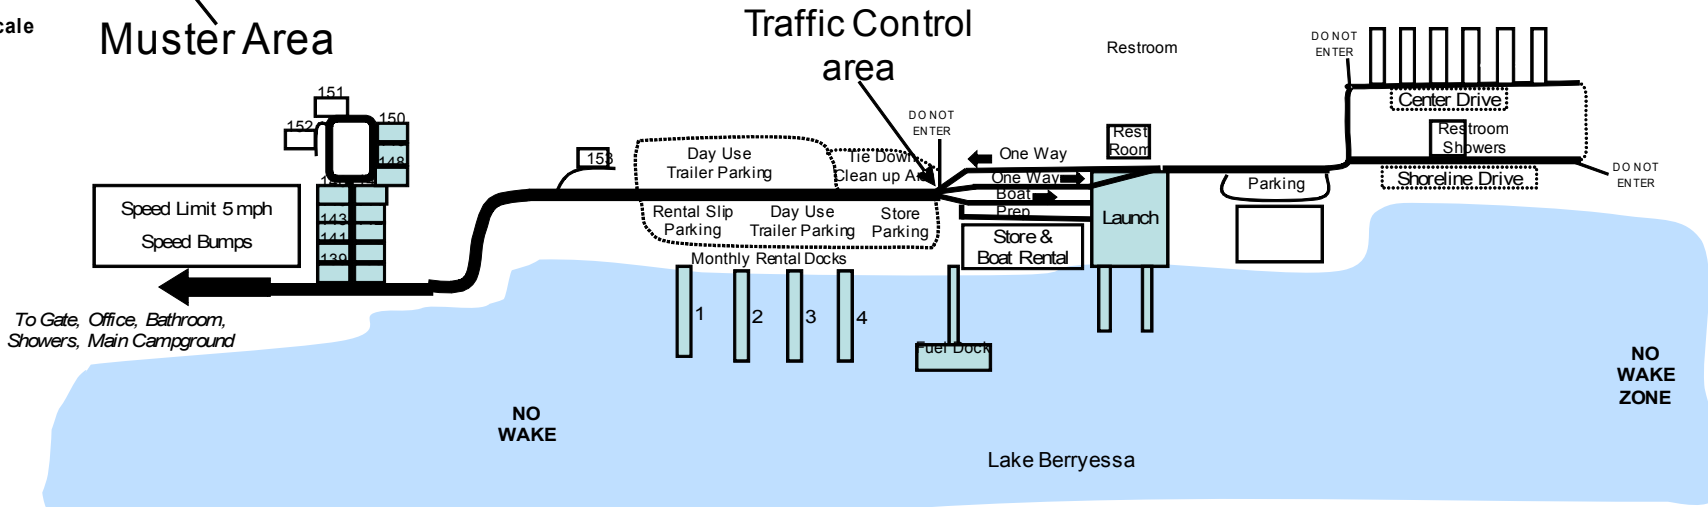 cale
Muster Area
Traffic Control
area
Restroom
DO NOT
ENTER
151
152
150
148
153
Day Use
Trailer Parking
Tie Down
Clean up Ar
DO NOT
ENTER
One Way
One Way
Boat
Prep
Rest
Room
Launch
Center Drive
Restroom
Showers
Shoreline Drive
DO NOT
ENTER
Parking
Speed Limit 5 mph
Speed Bumps
143
141
139
Rental Slip
Parking
Day Use
Trailer Parking
Store
Parking
Store &
Boat Rental
Monthly Rental Docks
1
2
3
4
Fuel Dock
To Gate, Office, Bathroom,
Showers, Main Campground
NO
WAKE
NO
WAKE
ZONE
Lake Berryessa